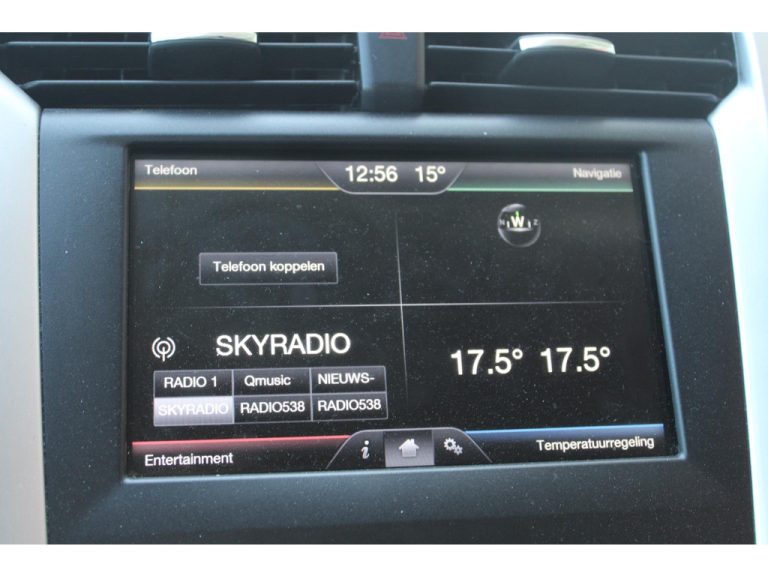 Telefoon
12:56 15°
Navigatie
N W Z
Telefoon koppelen
SKYRADIO
17.5° 17.5°
RADIO 1 Qmusic NIEUWS-
SKYRADIO RADIO538 RADIO538
Entertainment
i
Temperatuurregeling